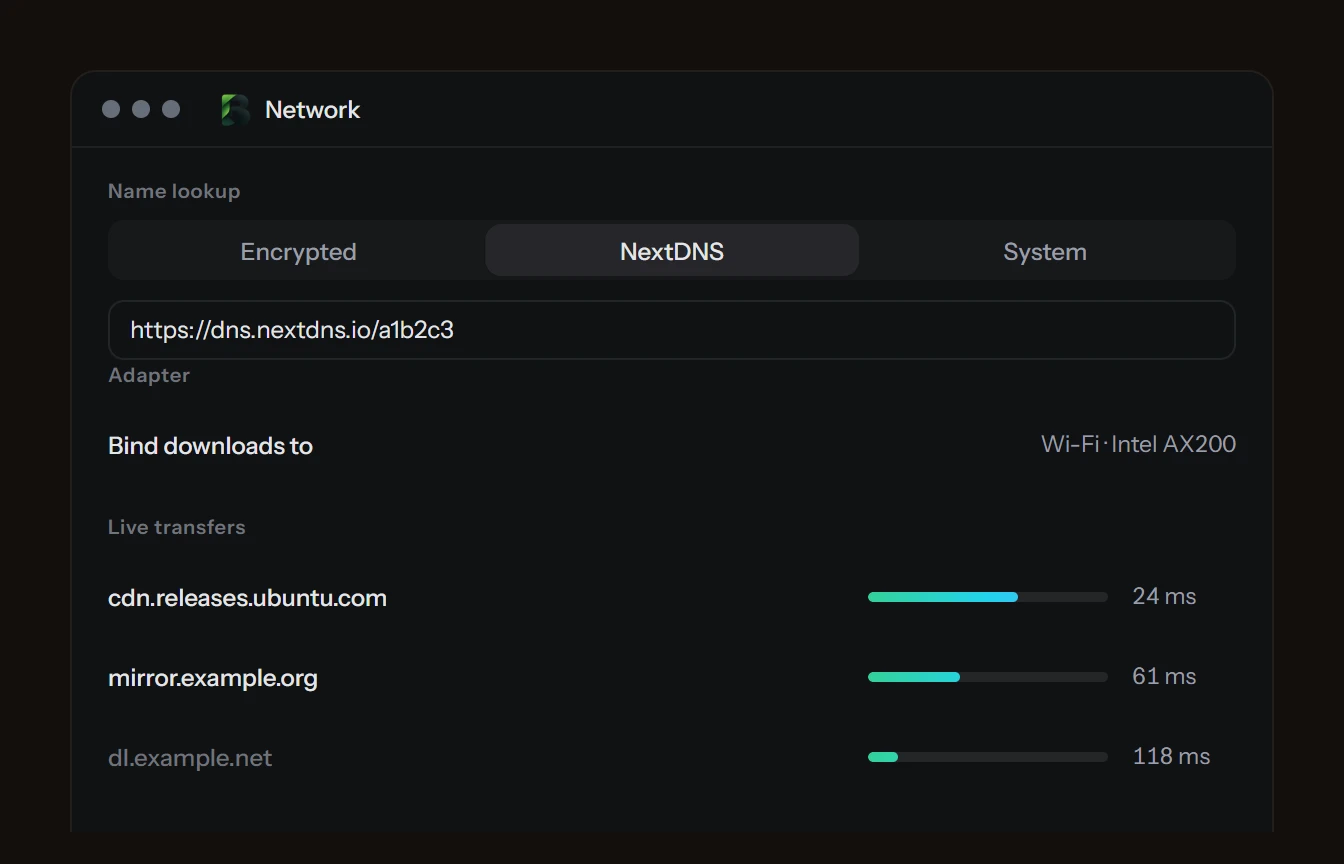 Network
Name lookup
Encrypted NextDNS System
https://dns.nextdns.io/a1b2c3
Adapter
Bind downloads to Wi-Fi · Intel AX200
Live transfers
cdn.releases.ubuntu.com 24 ms
mirror.example.org 61 ms
dl.example.net 118 ms